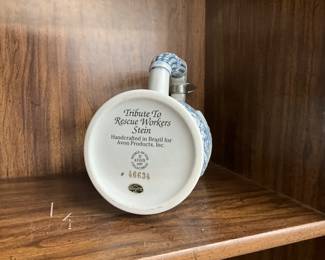 Tribute To
Rescue Workers
Stein
Handcrafted in Brazil for
Avon Products, Inc.
# 46634